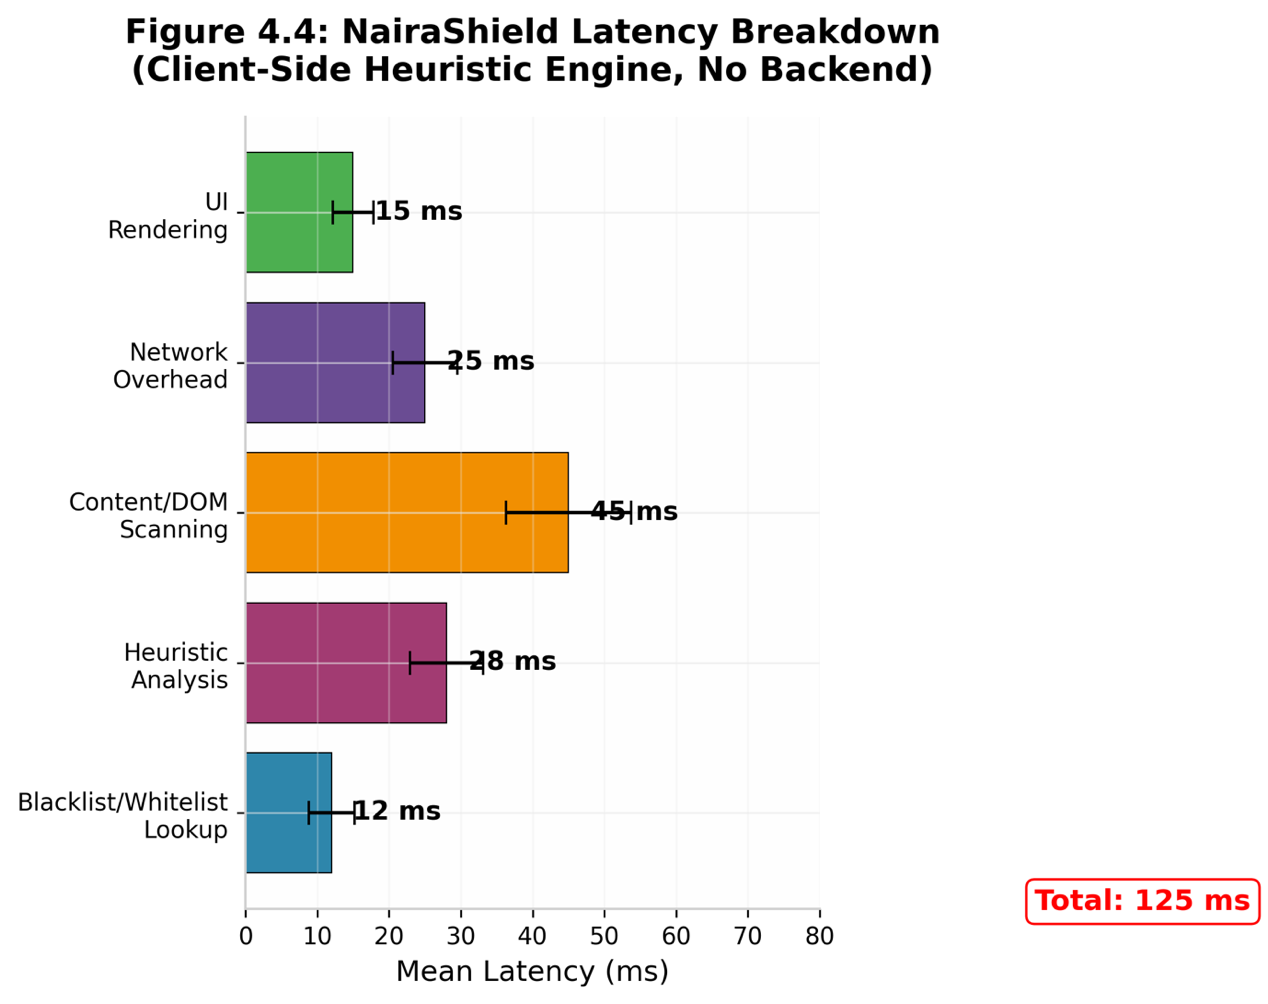 Figure 4.4: NairaShield Latency Breakdown
(Client-Side Heuristic Engine, No Backend)
UI
Rendering
15 ms
Network
Overhead
25 ms
Content/DOM
Scanning
45 ms
Heuristic
Analysis
28 ms
Blacklist/Whitelist
Lookup
12 ms
Total: 125 ms
0 10 20 30 40 50 60 70 80
Mean Latency (ms)